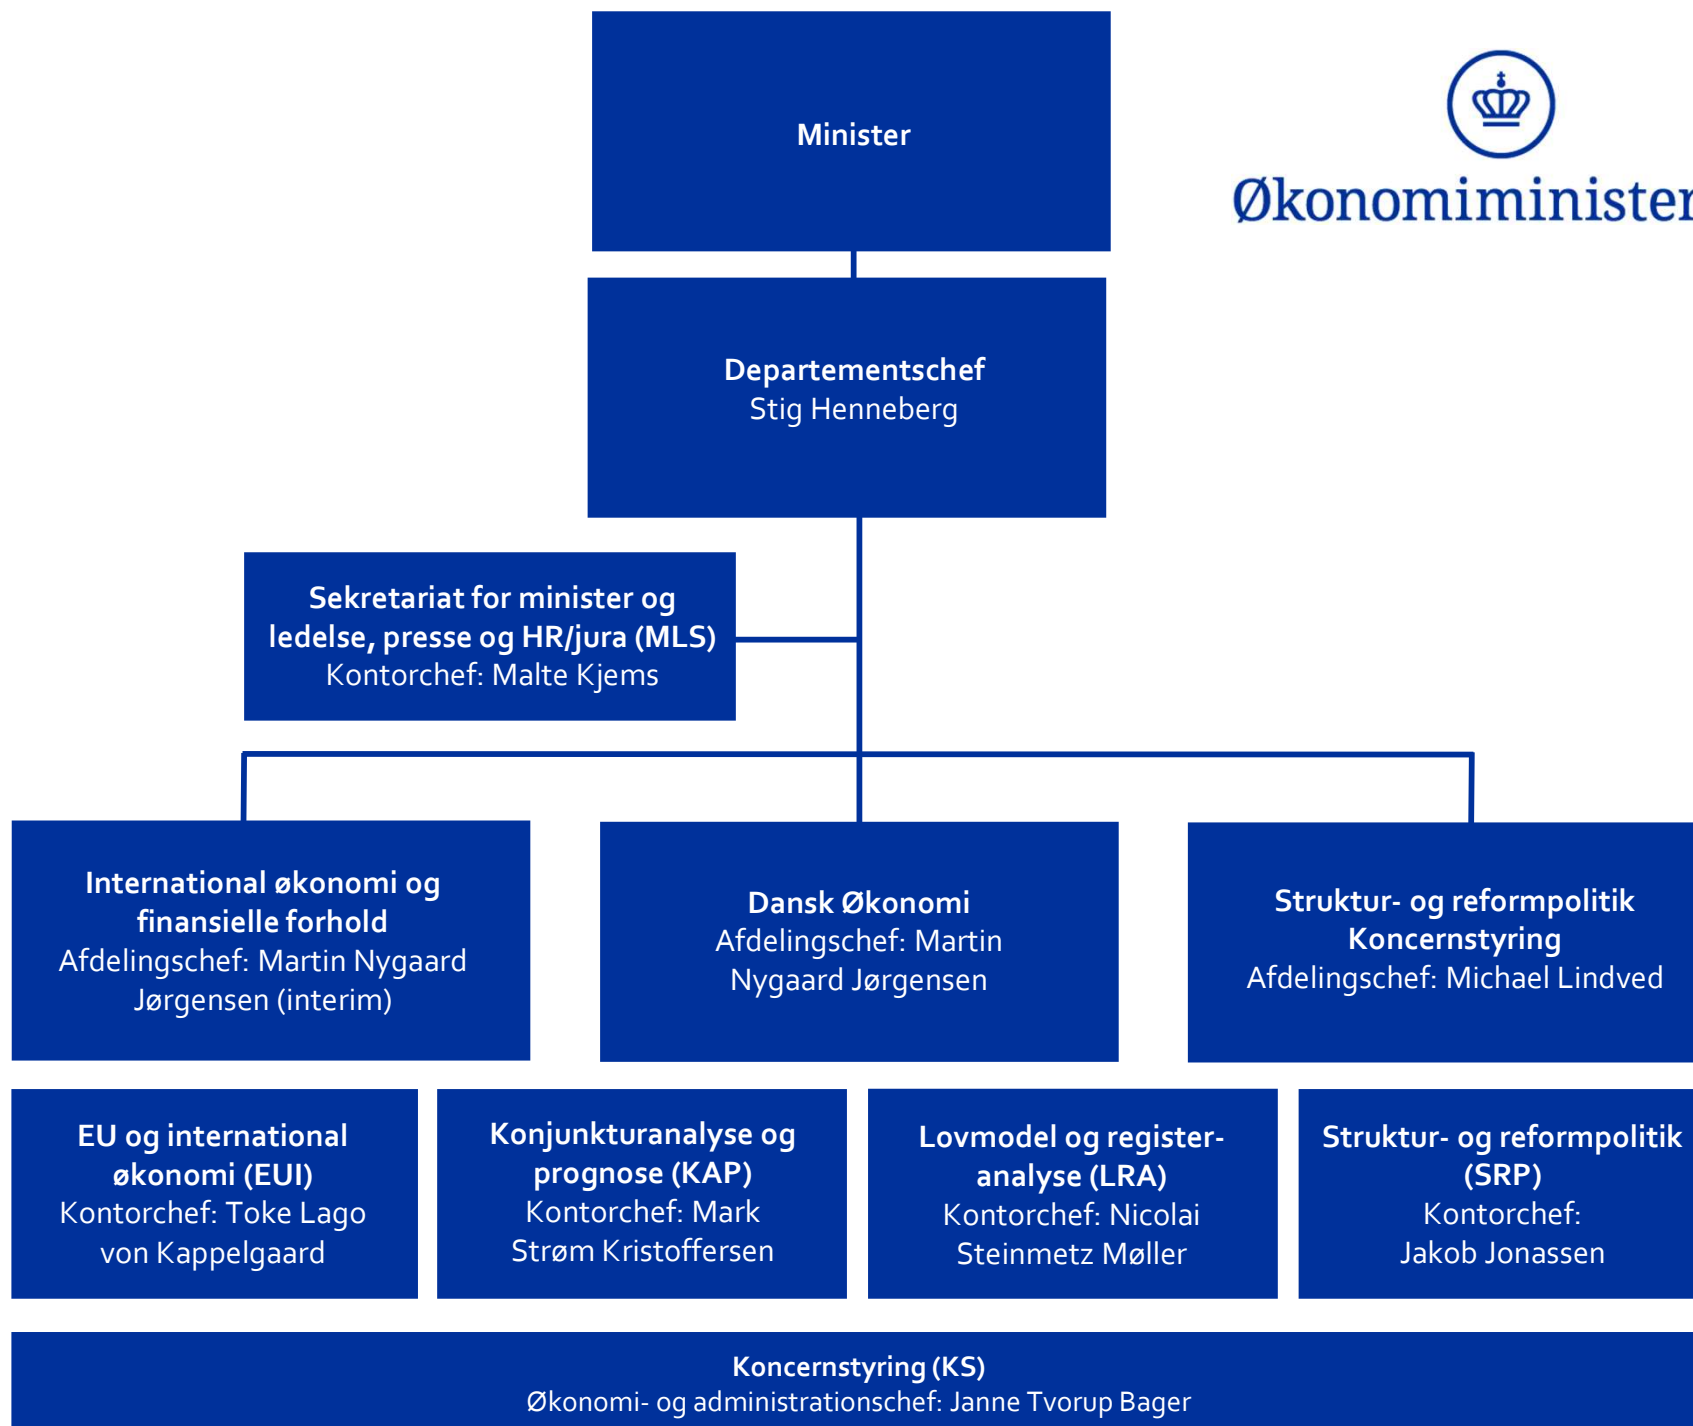 Minister
Økonomiminister
Departementschef
Stig Henneberg
Sekretariat for minister og
ledelse, presse og HR/jura (MLS)
Kontorchef: Malte Kjems
International økonomi og
finansielle forhold
Afdelingschef: Martin Nygaard
Jørgensen (interim)
Dansk Økonomi
Afdelingschef: Martin
Nygaard Jørgensen
Struktur- og reformpolitik
Koncernstyring
Afdelingschef: Michael Lindved
EU og international
økonomi (EUI)
Kontorchef: Toke Lago
von Kappelgaard
Konjunkturanalyse og
prognose (KAP)
Kontorchef: Mark
Strøm Kristoffersen
Lovmodel og register-
analyse (LRA)
Kontorchef: Nicolai
Steinmetz Møller
Struktur- og reformpolitik
(SRP)
Kontorchef:
Jakob Jonassen
Koncernstyring (KS)
Økonomi- og administrationschef: Janne Tvorup Bager